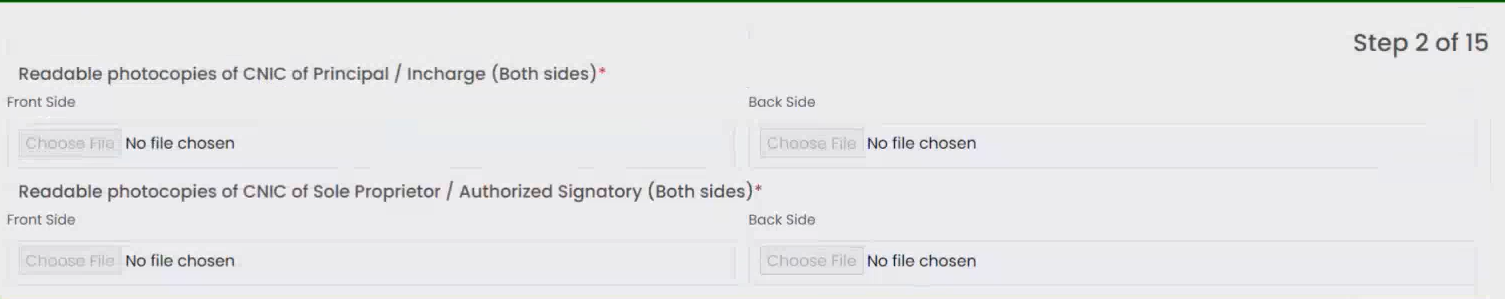 Step 2 of 15
Readable photocopies of CNIC of Principal / Incharge (Both sides)*
Front Side
Back Side
Choose File No file chosen
Choose File No file chosen
Readable photocopies of CNIC of Sole Proprietor / Authorized Signatory (Both sides)*
Front Side
Back Side
Choose File No file chosen
Choose File No file chosen